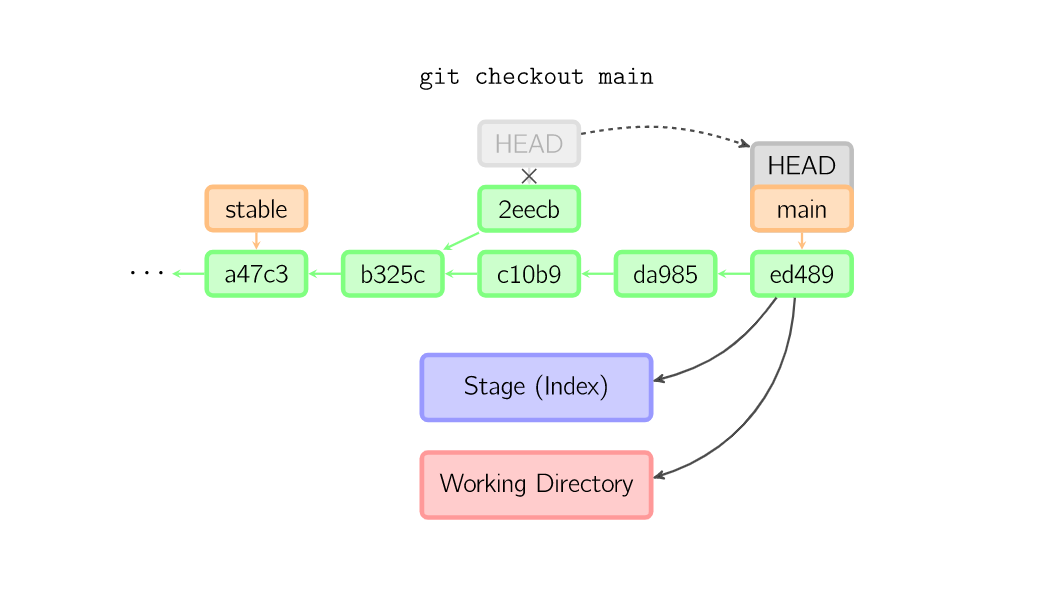 git checkout main
HEAD
HEAD
stable
2eecb
main
...
a47c3
b325c
c10b9
da985
ed489
Stage (Index)
Working Directory